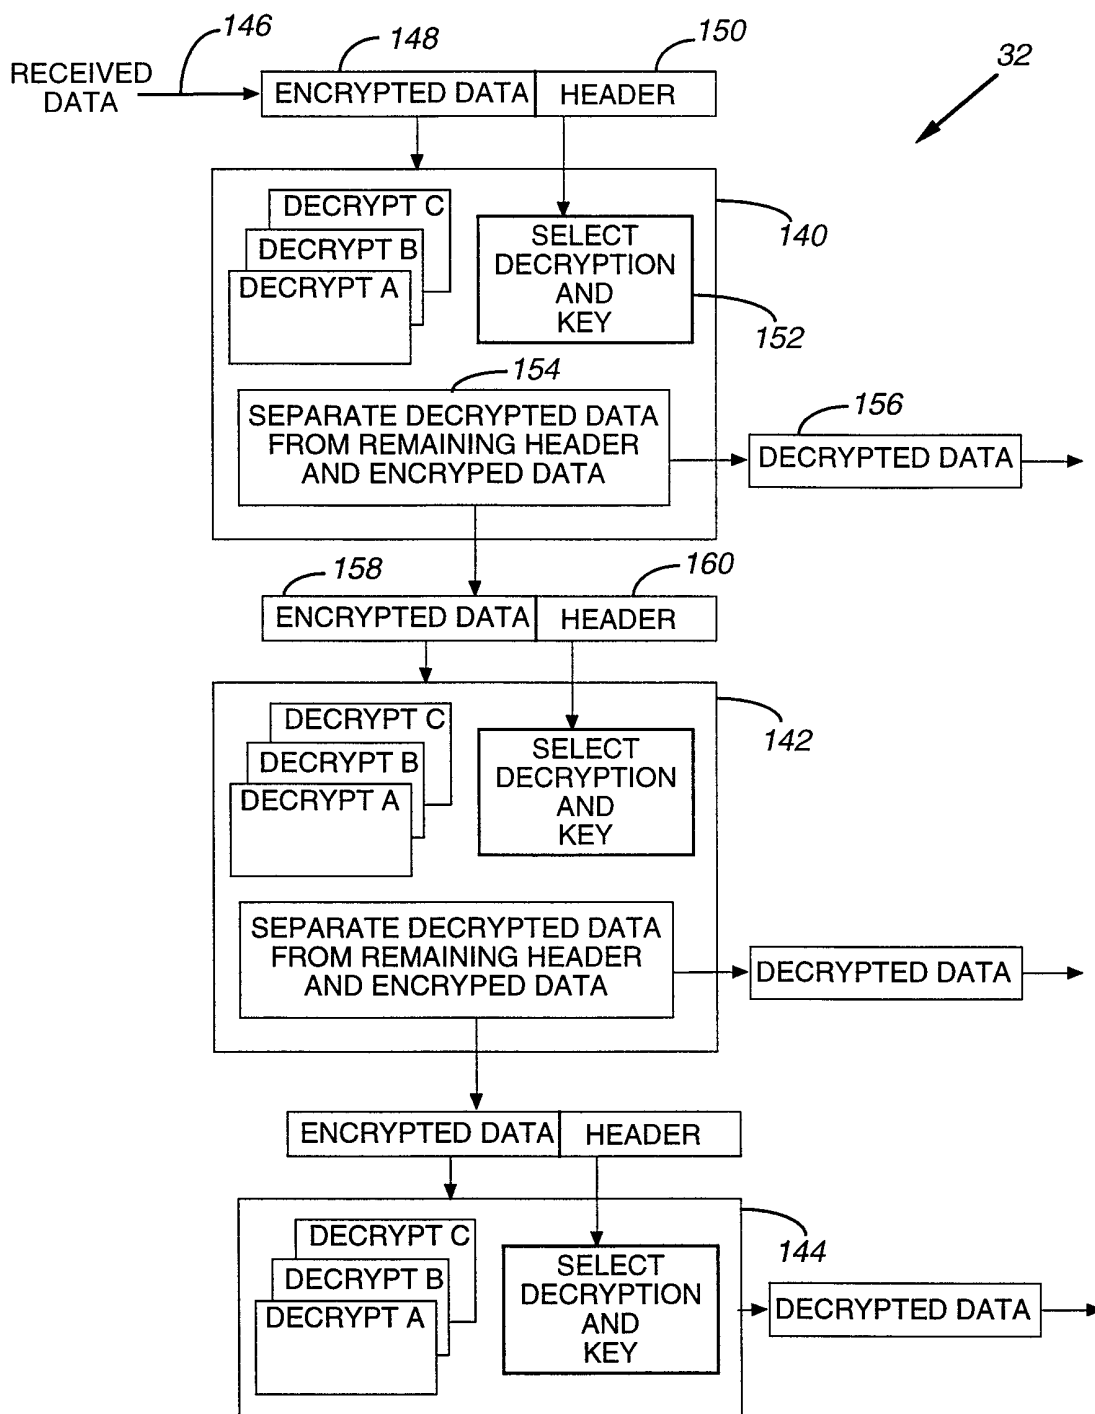 146
148
150
32
RECEIVED
DATA
ENCRYPTED DATA
HEADER
DECRYPT C
DECRYPT B
DECRYPT A
SELECT
DECRYPTION
AND
KEY
140
152
154
SEPARATE DECRYPTED DATA
FROM REMAINING HEADER
AND ENCRYPED DATA
156
DECRYPTED DATA
158
160
ENCRYPTED DATA
HEADER
DECRYPT C
DECRYPT B
DECRYPT A
SELECT
DECRYPTION
AND
KEY
142
SEPARATE DECRYPTED DATA
FROM REMAINING HEADER
AND ENCRYPED DATA
DECRYPTED DATA
ENCRYPTED DATA
HEADER
DECRYPT C
DECRYPT B
DECRYPT A
SELECT
DECRYPTION
AND
KEY
144
DECRYPTED DATA